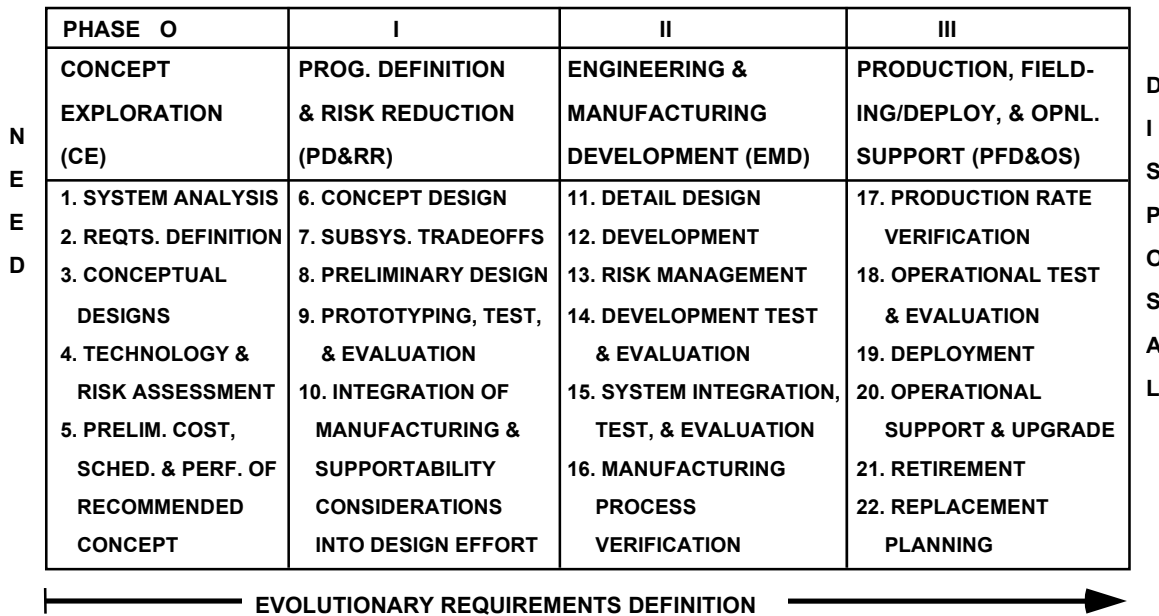 PHASE O
I
II
III
CONCEPT
EXPLORATION
(CE)
PROG. DEFINITION
& RISK REDUCTION
(PD&RR)
ENGINEERING &
MANUFACTURING
DEVELOPMENT (EMD)
PRODUCTION, FIELD-
ING/DEPLOY, & OPNL.
SUPPORT (PFD&OS)
NEED
1. SYSTEM ANALYSIS
2. REQTS. DEFINITION
3. CONCEPTUAL
DESIGNS
4. TECHNOLOGY &
RISK ASSESSMENT
5. PRELIM. COST,
SCHED. & PERF. OF
RECOMMENDED
CONCEPT
6. CONCEPT DESIGN
7. SUBSYS. TRADEOFFS
8. PRELIMINARY DESIGN
9. PROTOTYPING, TEST,
& EVALUATION
10. INTEGRATION OF
MANUFACTURING &
SUPPORTABILITY
CONSIDERATIONS
INTO DESIGN EFFORT
11. DETAIL DESIGN
12. DEVELOPMENT
13. RISK MANAGEMENT
14. DEVELOPMENT TEST
& EVALUATION
15. SYSTEM INTEGRATION,
TEST, & EVALUATION
16. MANUFACTURING
PROCESS
VERIFICATION
17. PRODUCTION RATE
VERIFICATION
18. OPERATIONAL TEST
& EVALUATION
19. DEPLOYMENT
20. OPERATIONAL
SUPPORT & UPGRADE
21. RETIREMENT
22. REPLACEMENT
PLANNING
DISPOSAL
EVOLUTIONARY REQUIREMENTS DEFINITION